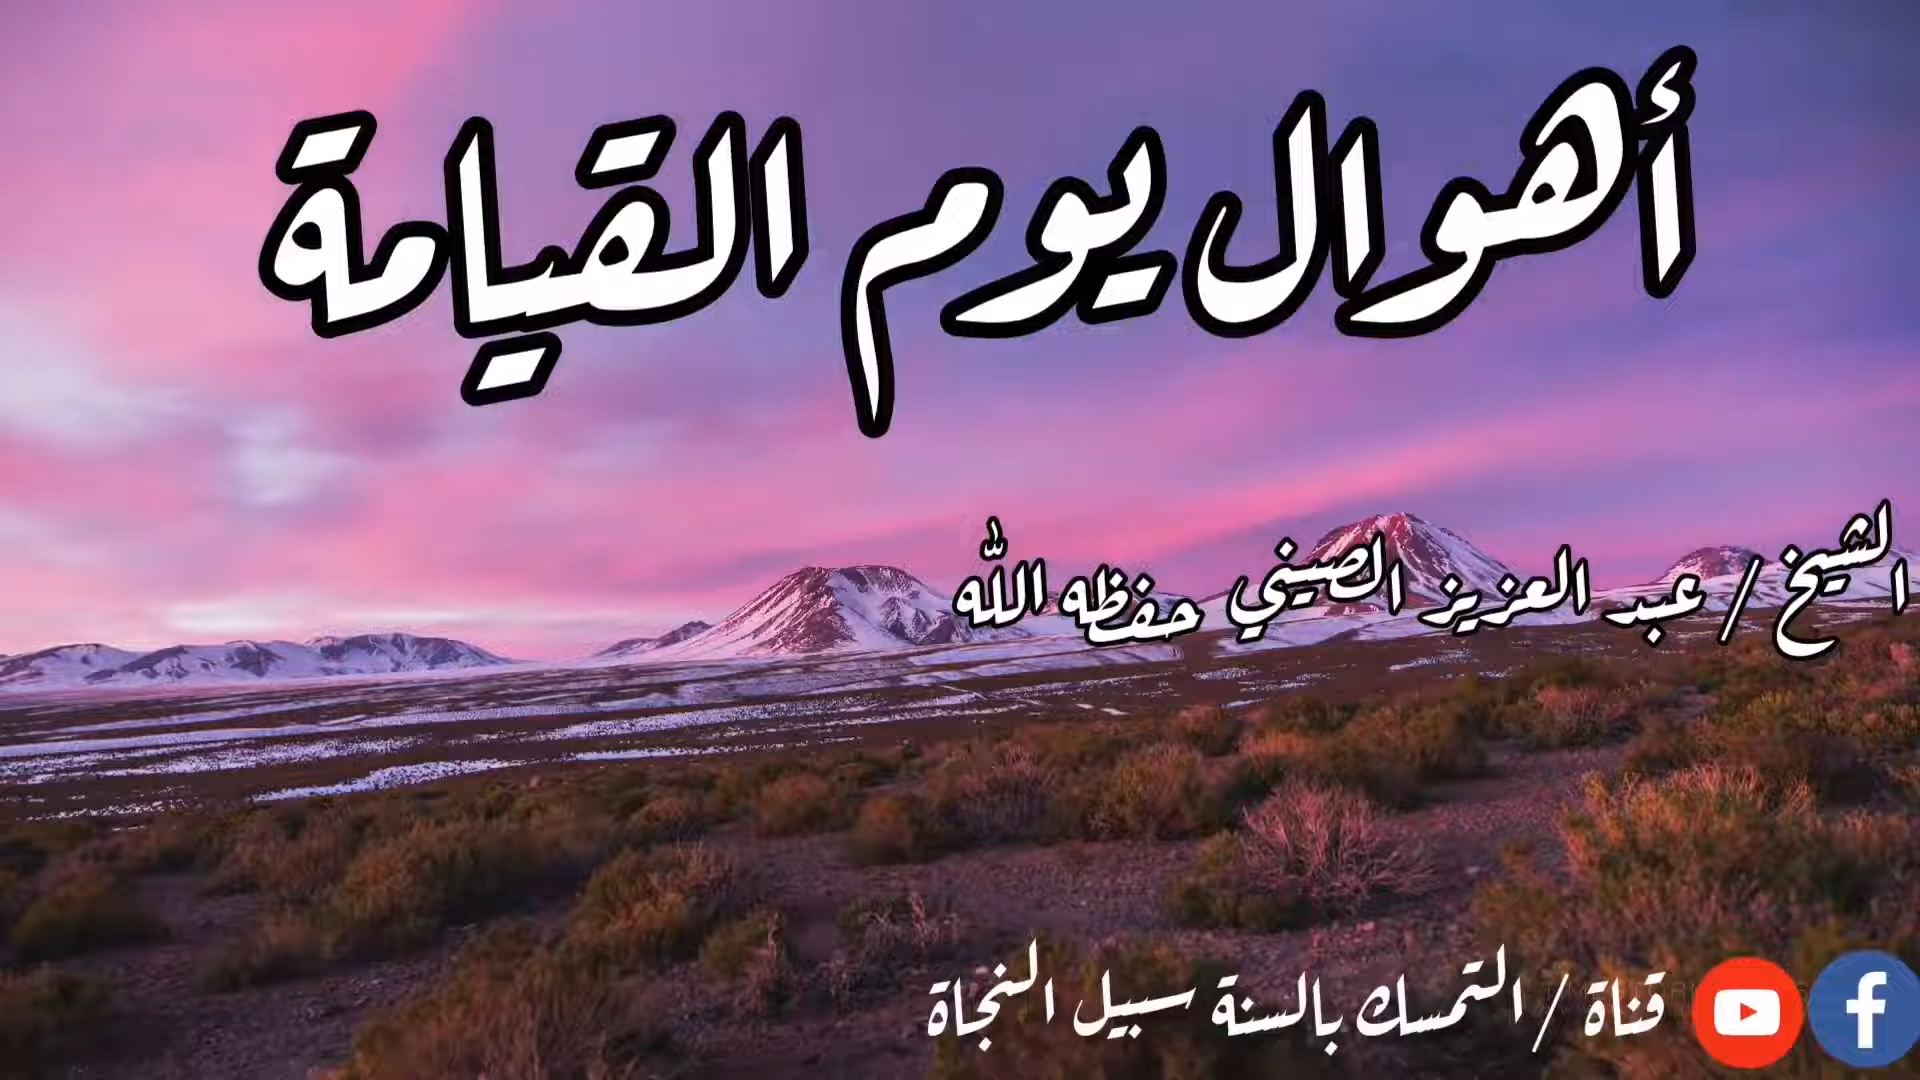 أهوال يوم القيامة
الشيخ / عبد العزيز الصيني حفظه الله
قناة / التمسك بالسنة سبيل النجاة